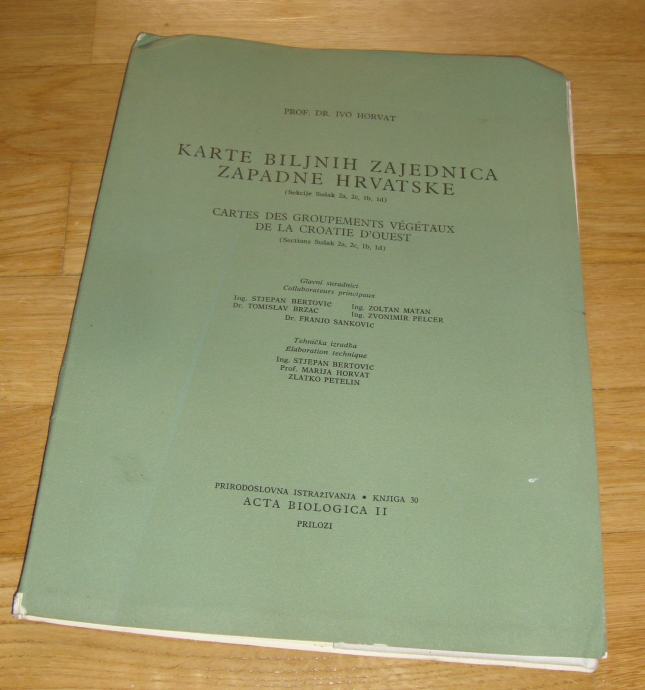 PROF. DR. IVO HORVAT
KARTE BILJNIH ZAJEDNICA
ZAPADNE HRVATSKE
(Sekcije Sušak 2a, 2c, 1b, 1d)
CARTES DES GROUPEMENTS VÉGÉTAUX
DE LA CROATIE D'OUEST
(Sections Sušak 2a, 2c, 1b, 1d)
Glavni suradnici
Collaborateurs principaux
Ing. STJEPAN BERTOVIĆ Ing. ZOLTAN MATAN
Dr. TOMISLAV BRZAC Ing. ZVONIMIR PELCER
Dr. FRANJO SANKOVIĆ
Tehnička izradba
Elaboration technique
Ing. STJEPAN BERTOVIĆ
Prof. MARIJA HORVAT
ZLATKO PETELIN
PRIRODOSLOVNA ISTRAŽIVANJA • KNJIGA 30
ACTA BIOLOGICA II
PRILOZI